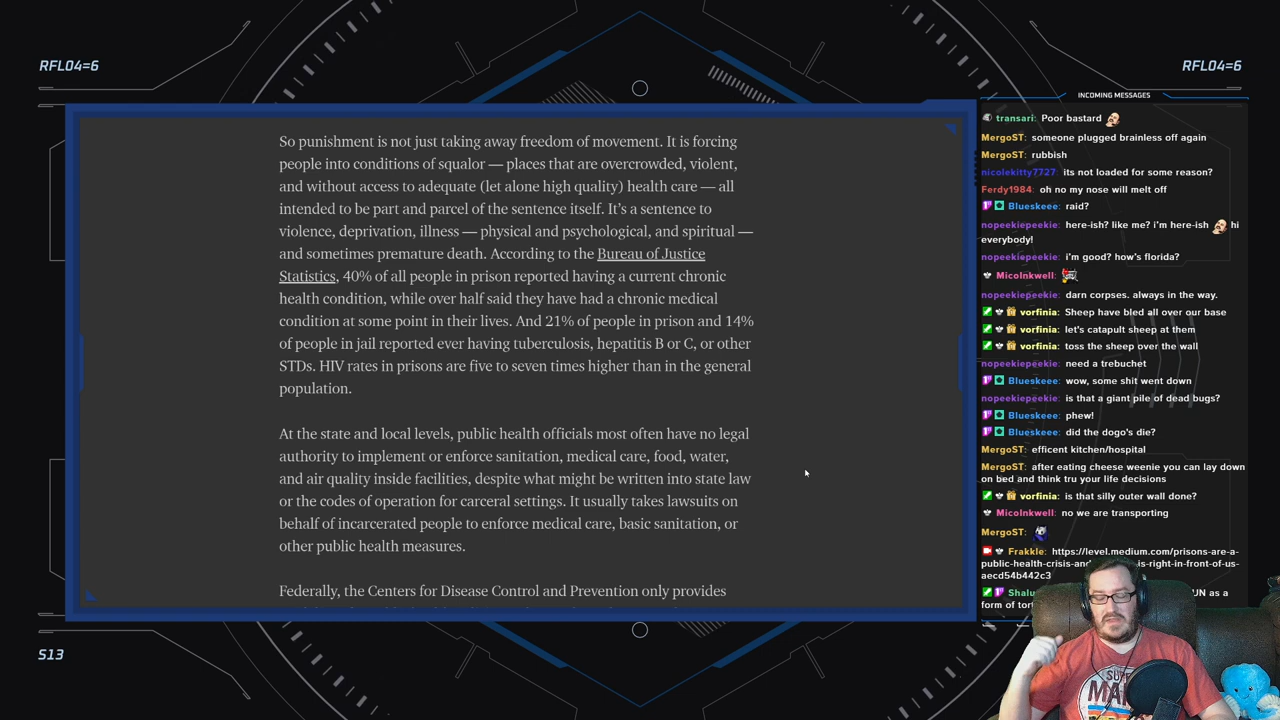 RFL04=6
RFL04=6
INCOMING MESSAGES
So punishment is not just taking away freedom of movement. It is forcing
people into conditions of squalor — places that are overcrowded, violent,
and without access to adequate (let alone high quality) health care — all
intended to be part and parcel of the sentence itself. It's a sentence to
violence, deprivation, illness — physical and psychological, and spiritual —
and sometimes premature death. According to the Bureau of Justice
Statistics, 40% of all people in prison reported having a current chronic
health condition, while over half said they have had a chronic medical
condition at some point in their lives. And 21% of people in prison and 14%
of people in jail reported ever having tuberculosis, hepatitis B or C, or other
STDs. HIV rates in prisons are five to seven times higher than in the general
population.
At the state and local levels, public health officials most often have no legal
authority to implement or enforce sanitation, medical care, food, water,
and air quality inside facilities, despite what might be written into state law
or the codes of operation for carceral settings. It usually takes lawsuits on
behalf of incarcerated people to enforce medical care, basic sanitation, or
other public health measures.
Federally, the Centers for Disease Control and Prevention only provides
transari: Poor bastard
MergoST: someone plugged brainless off again
MergoST: rubbish
nicolekitty7727: its not loaded for some reason?
Ferdy1984: oh no my nose will melt off
Blueskeee: raid?
nopeekiepeekie: here-ish? like me? i'm here-ish hi
everybody!
nopeekiepeekie: i'm good? how's florida?
MicoInkwell:
nopeekiepeekie: darn corpses. always in the way.
vorfinia: Sheep have bled all over our base
vorfinia: let's catapult sheep at them
vorfinia: toss the sheep over the wall
nopeekiepeekie: need a trebuchet
Blueskeee: wow, some shit went down
nopeekiepeekie: is that a giant pile of dead bugs?
Blueskeee: phew!
Blueskeee: did the dogo's die?
MergoST: efficent kitchen/hospital
MergoST: after eating cheese weenie you can lay down
on bed and think tru your life decisions
vorfinia: is that silly outer wall done?
MicoInkwell: no we are transporting
MergoST:
Frakkle: https://level.medium.com/prisons-are-a-
public-health-crisis-and is-right-in-front-of-us-
aecd54b442c3
UN as a
form of
S13